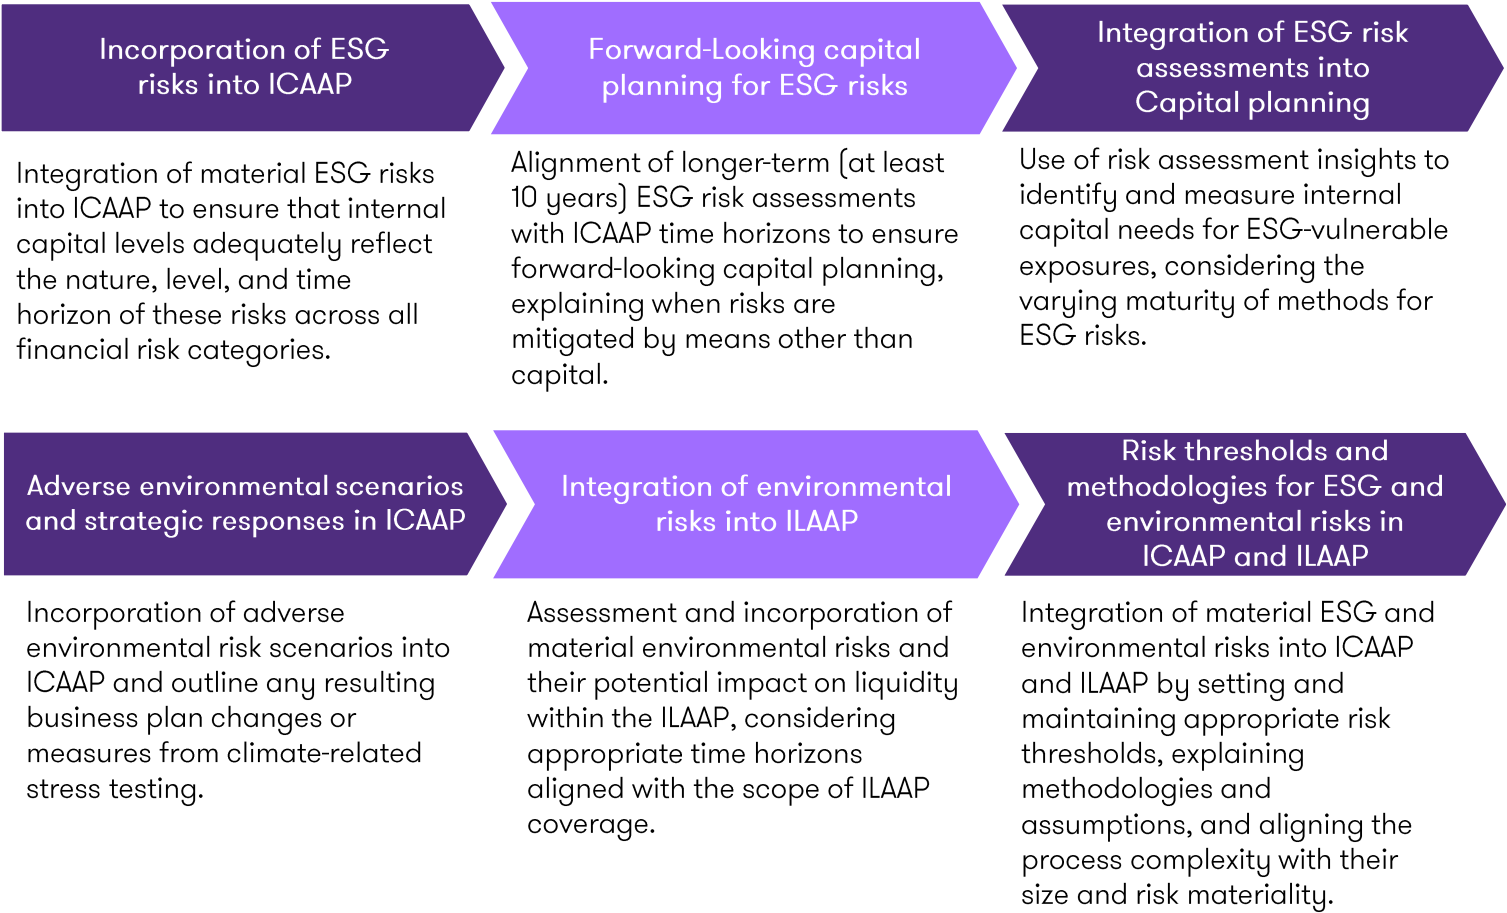 Incorporation of ESG
risks into ICAAP
Integration of material ESG risks
into ICAAP to ensure that internal
capital levels adequately reflect
the nature, level, and time
horizon of these risks across all
financial risk categories.
Forward-Looking capital
planning for ESG risks
Alignment of longer-term (at least
10 years) ESG risk assessments
with ICAAP time horizons to ensure
forward-looking capital planning,
explaining when risks are
mitigated by means other than
capital.
Integration of ESG risk
assessments into
Capital planning
Use of risk assessment insights to
identify and measure internal
capital needs for ESG-vulnerable
exposures, considering the
varying maturity of methods for
ESG risks.
Adverse environmental scenarios
and strategic responses in ICAAP
Incorporation of adverse
environmental risk scenarios into
ICAAP and outline any resulting
business plan changes or
measures from climate-related
stress testing.
Integration of environmental
risks into ILAAP
Assessment and incorporation of
material environmental risks and
their potential impact on liquidity
within the ILAAP, considering
appropriate time horizons
aligned with the scope of ILAAP
coverage.
Risk thresholds and
methodologies for ESG and
environmental risks in
ICAAP and ILAAP
Integration of material ESG and
environmental risks into ICAAP
and ILAAP by setting and
maintaining appropriate risk
thresholds, explaining
methodologies and
assumptions, and aligning the
process complexity with their
size and risk materiality.